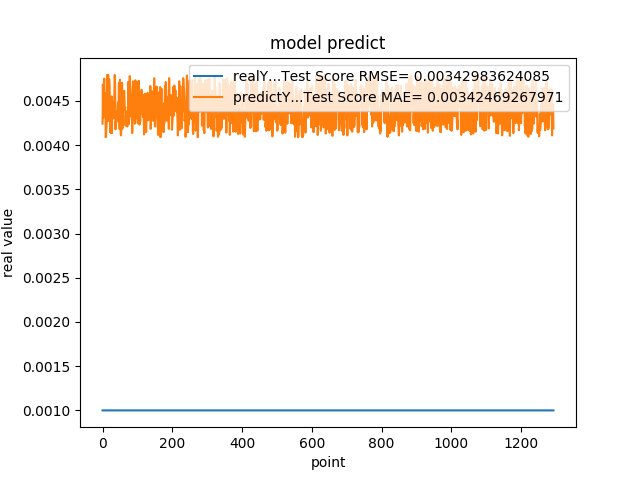 model predict
realY...Test Score RMSE= 0.00342983624085
predictY...Test Score MAE= 0.00342469267971
0.0045
0.0040
0.0035
0.0030
0.0025
0.0020
0.0015
0.0010
real value
0 200 400 600 800 1000 1200
point